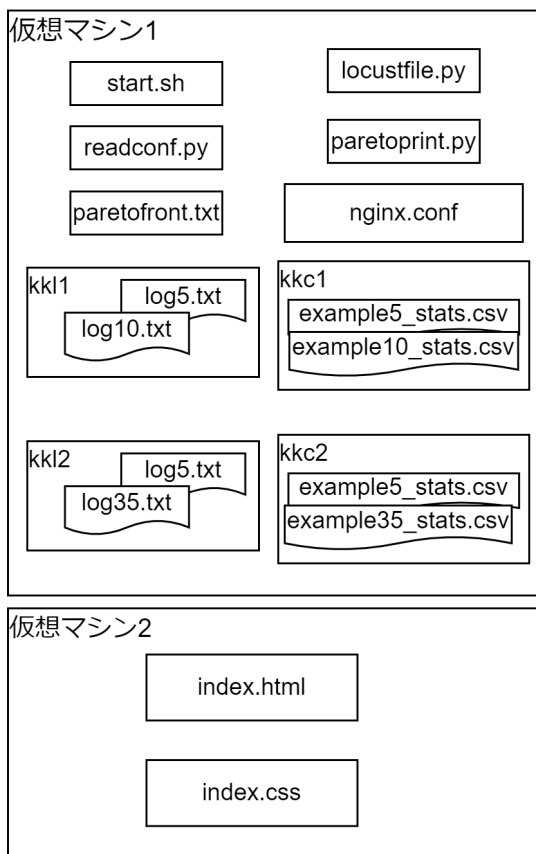 仮想マシン1
start.sh
locustfile.py
readconf.py
paretoprint.py
paretofront.txt
nginx.conf
kkl1
log5.txt
log10.txt
kkc1
example5_stats.csv
example10_stats.csv
kkl2
log5.txt
log35.txt
kkc2
example5_stats.csv
example35_stats.csv
仮想マシン2
index.html
index.css